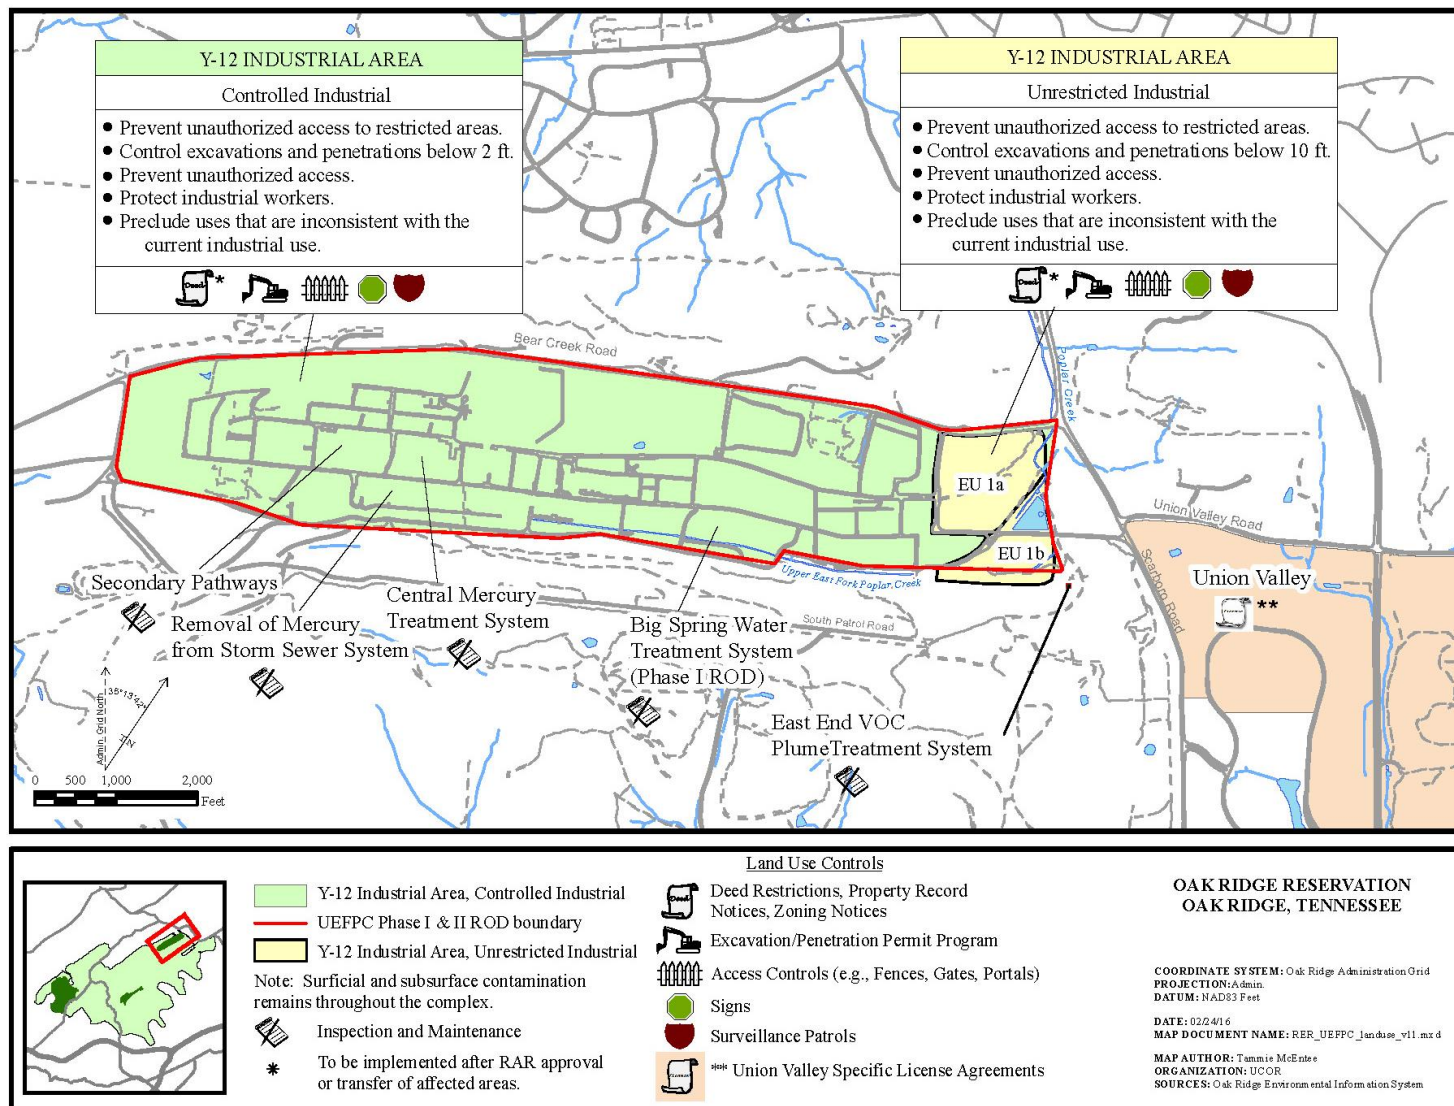 Y-12 INDUSTRIAL AREA
Controlled Industrial
● Prevent unauthorized access to restricted areas.
● Control excavations and penetrations below 2 ft.
● Prevent unauthorized access.
● Protect industrial workers.
● Preclude uses that are inconsistent with the
current industrial use.
Deed *
Y-12 INDUSTRIAL AREA
Unrestricted Industrial
● Prevent unauthorized access to restricted areas.
● Control excavations and penetrations below 10 ft.
● Prevent unauthorized access.
● Protect industrial workers.
● Preclude uses that are inconsistent with the
current industrial use.
Deed *
Bear Creek Road
Poplar Creek
EU 1a
EU 1b
Union Valley Road
Scarboro Road
Union Valley
**
Upper East Fork Poplar Creek
South Patrol Road
Secondary Pathways
Removal of Mercury
from Storm Sewer System
Central Mercury
Treatment System
Big Spring Water
Treatment System
(Phase I ROD)
East End VOC
PlumeTreatment System
Admin. Grid North
36°13'42"
TN
0 500 1,000 2,000
Feet
Y-12 Industrial Area, Controlled Industrial
UEFPC Phase I & II ROD boundary
Y-12 Industrial Area, Unrestricted Industrial
Note: Surficial and subsurface contamination
remains throughout the complex.
Inspection and Maintenance
* To be implemented after RAR approval
or transfer of affected areas.
Land Use Controls
Deed
Deed Restrictions, Property Record
Notices, Zoning Notices
Excavation/Penetration Permit Program
Access Controls (e.g., Fences, Gates, Portals)
Signs
Surveillance Patrols
** Union Valley Specific License Agreements
OAK RIDGE RESERVATION
OAK RIDGE, TENNESSEE
COORDINATE SYSTEM: Oak Ridge Administration Grid
PROJECTION: Admin.
DATUM: NAD83 Feet
DATE: 02/24/16
MAP DOCUMENT NAME: RER_UEFPC_landuse_v11.mxd
MAP AUTHOR: Tammie McEntee
ORGANIZATION: UCOR
SOURCES: Oak Ridge Environmental Information System